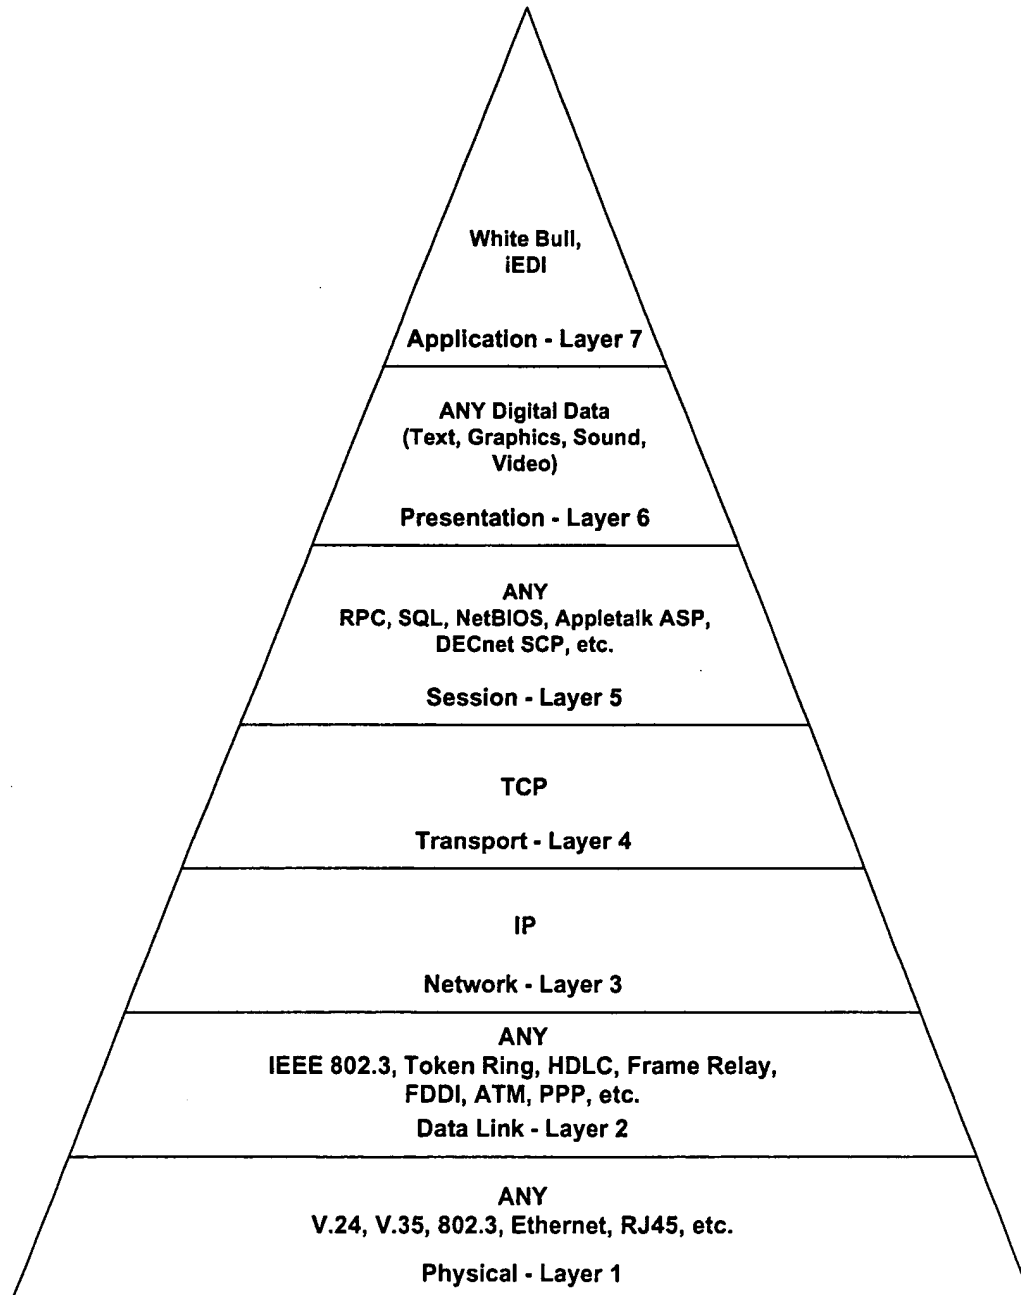 White Bull,
iEDI
Application - Layer 7
ANY Digital Data
(Text, Graphics, Sound,
Video)
Presentation - Layer 6
ANY
RPC, SQL, NetBIOS, Appletalk ASP,
DECnet SCP, etc.
Session - Layer 5
TCP
Transport - Layer 4
IP
Network - Layer 3
ANY
IEEE 802.3, Token Ring, HDLC, Frame Relay,
FDDI, ATM, PPP, etc.
Data Link - Layer 2
ANY
V.24, V.35, 802.3, Ethernet, RJ45, etc.
Physical - Layer 1